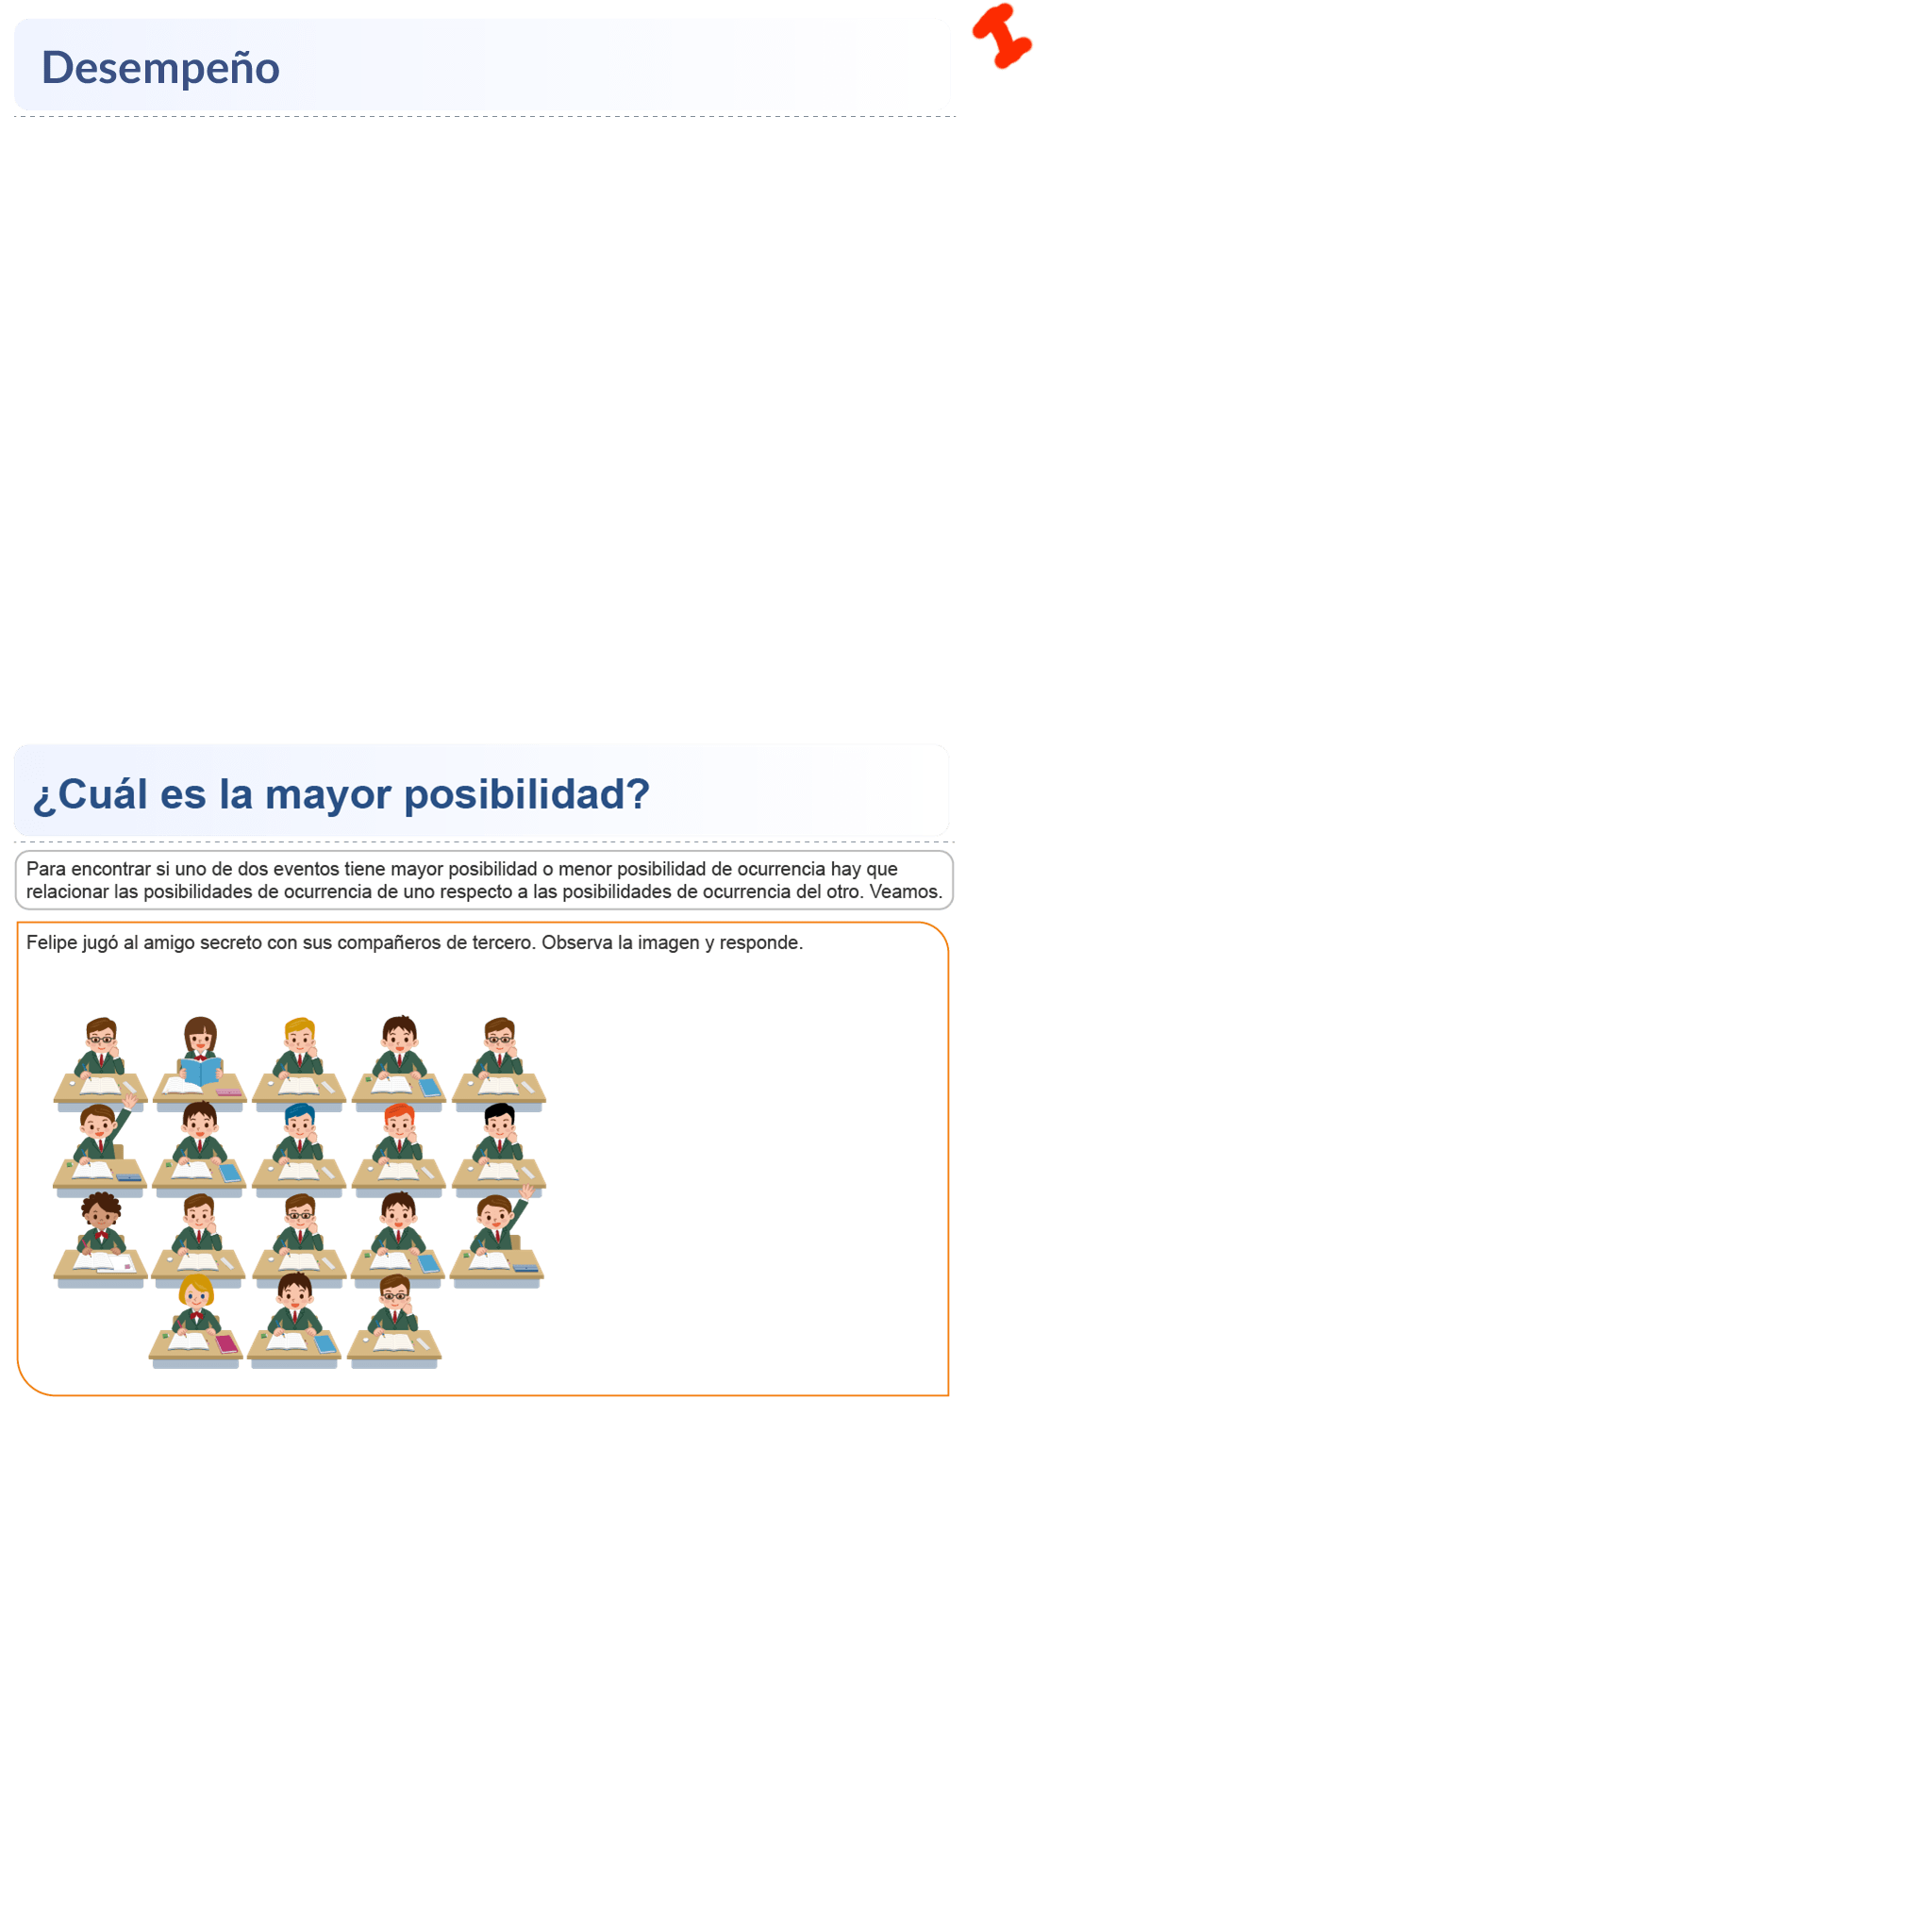 Desempeño
¿Cuál es la mayor posibilidad?
Para encontrar si uno de dos eventos tiene mayor posibilidad o menor posibilidad de ocurrencia hay que
relacionar las posibilidades de ocurrencia de uno respecto a las posibilidades de ocurrencia del otro. Veamos.
Felipe jugó al amigo secreto con sus compañeros de tercero. Observa la imagen y responde.